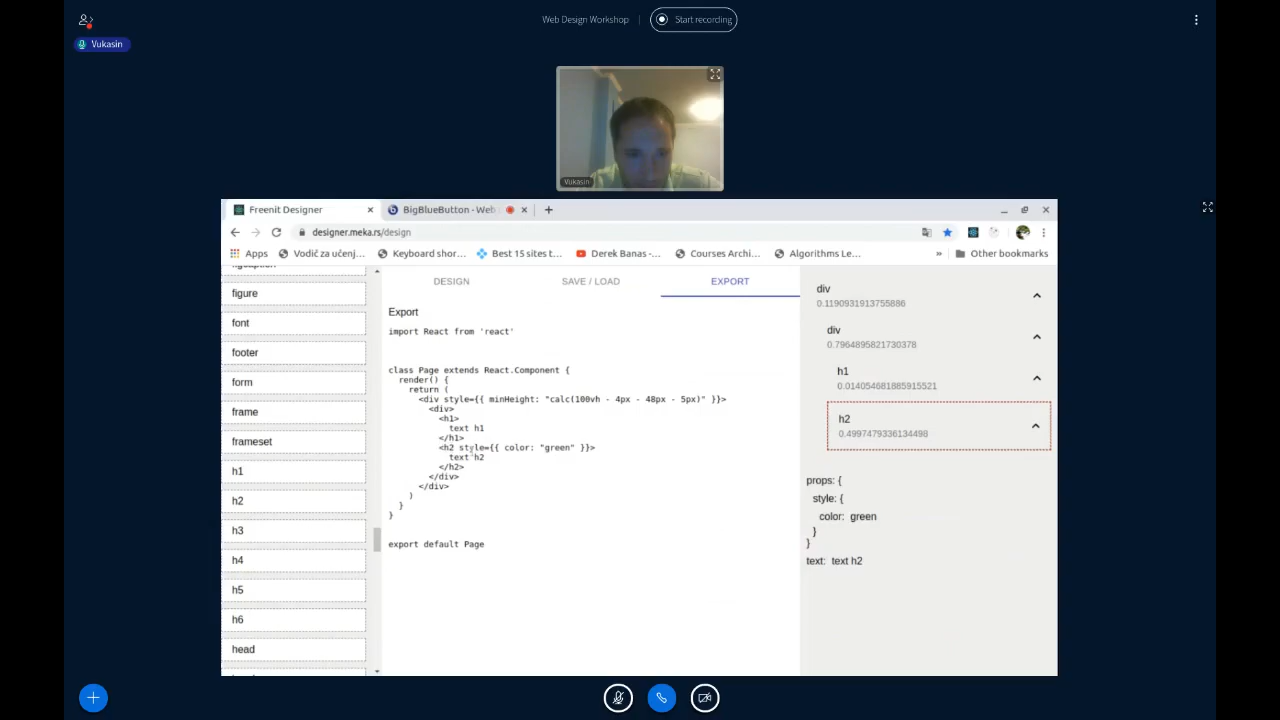 Web Design Workshop
Start recording
Vukasin
Vukasin
Freenit Designer
BigBlueButton - Web
designer.meka.rs/design
Apps
Vodič za učenj...
Keyboard shor...
Best 15 sites t...
Derek Banas -...
Courses Archi...
Algorithms Le...
»
Other bookmarks
figcaption
figure
font
footer
form
frame
frameset
h1
h2
h3
h4
h5
h6
head
DESIGN
SAVE / LOAD
EXPORT
Export
import React from 'react'
class Page extends React.Component {
render() {
return (
<div style={{ minHeight: "calc(100vh - 4px - 48px - 5px)" }}>
<div>
<h1>
text h1
</h1>
<h2 style={{ color: "green" }}>
text h2
</h2>
</div>
</div>
)
}
}
export default Page
div
0.1190931913755886
div
0.7964895821730378
h1
0.014054681885915521
h2
0.4997479336134498
props: {
style: {
color: green
}
}
text: text h2